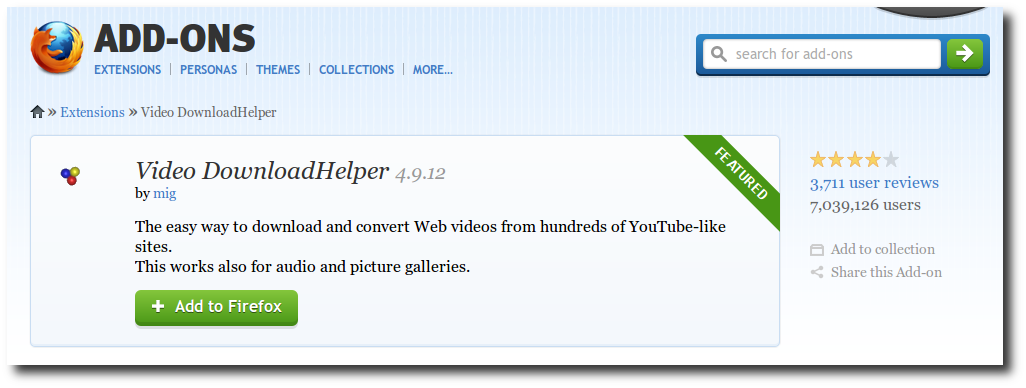 ADD-ONS
EXTENSIONS | PERSONAS | THEMES | COLLECTIONS | MORE...
search for add-ons
» Extensions » Video DownloadHelper
Video DownloadHelper 4.9.12
by mig
FEATURED
The easy way to download and convert Web videos from hundreds of YouTube-like
sites.
This works also for audio and picture galleries.
+ Add to Firefox
3,711 user reviews
7,039,126 users
Add to collection
Share this Add-on